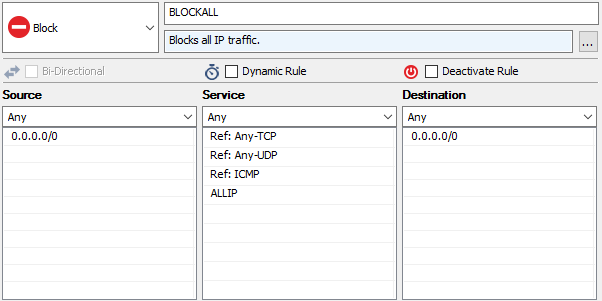 Block
BLOCKALL
Blocks all IP traffic.
...
Bi-Directional
Dynamic Rule
Deactivate Rule
Source
Service
Destination
Any
Any
Any
0.0.0.0/0
Ref: Any-TCP
0.0.0.0/0
Ref: Any-UDP
Ref: ICMP
ALLIP